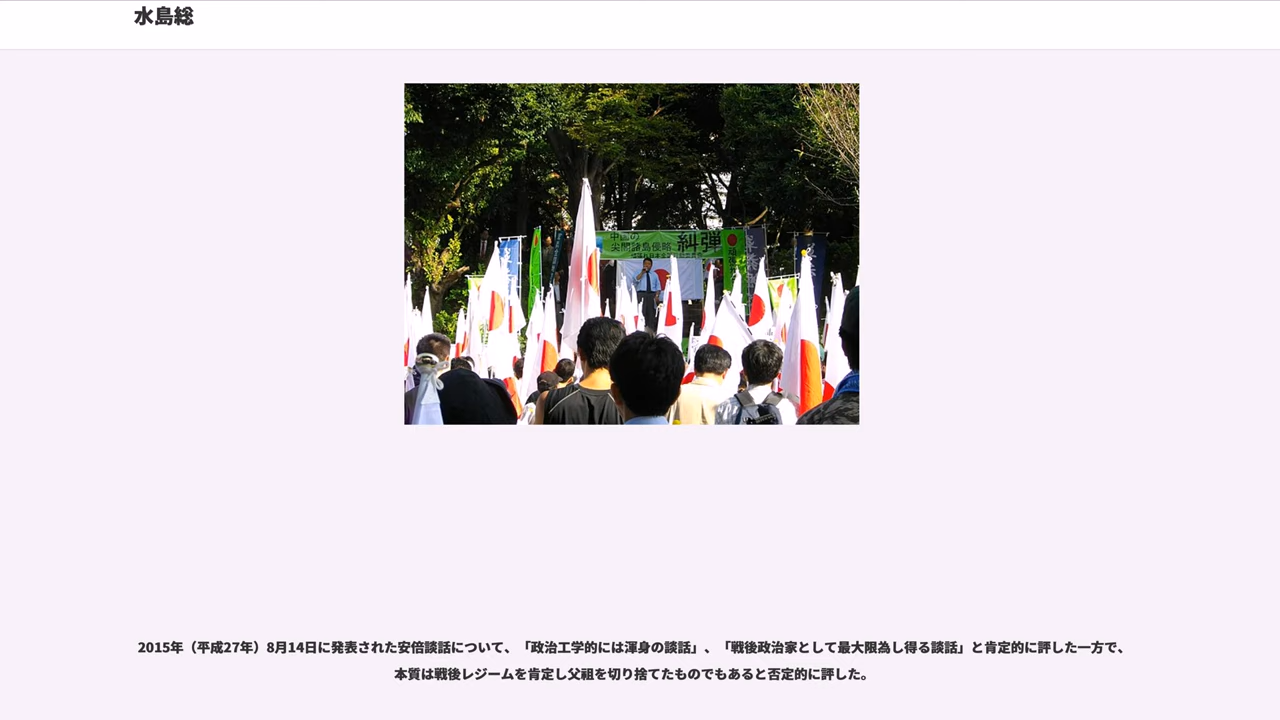 水島総
中国の
尖閣諸島侵略
糾弾
2015年（平成27年）8月14日に発表された安倍談話について、「政治工学的には渾身の談話」、「戦後政治家として最大限為し得る談話」と肯定的に評した一方で、
本質は戦後レジームを肯定し父祖を切り捨てたものでもあると否定的に評した。